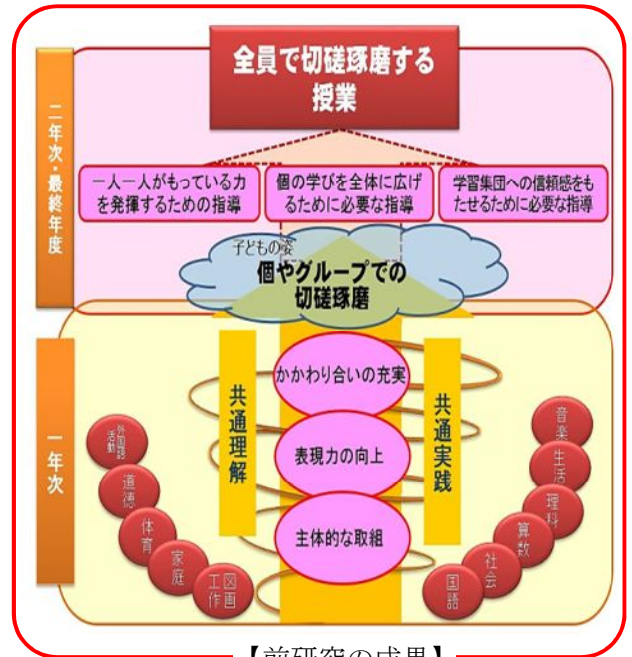 全員で切磋琢磨する
授業
二年次・最終年度
一人一人がもっている力
を発揮するための指導
個の学びを全体に広げ
るために必要な指導
学習集団への信頼感をも
たせるために必要な指導
子どもの姿
個やグループでの
切磋琢磨
一年次
共通理解
かかわり合いの充実
表現力の向上
主体的な取組
共通実践
外国語
活動
道徳
体育
家庭
図画
工作
音楽
生活
理科
算数
社会
国語
【前研究の成果】